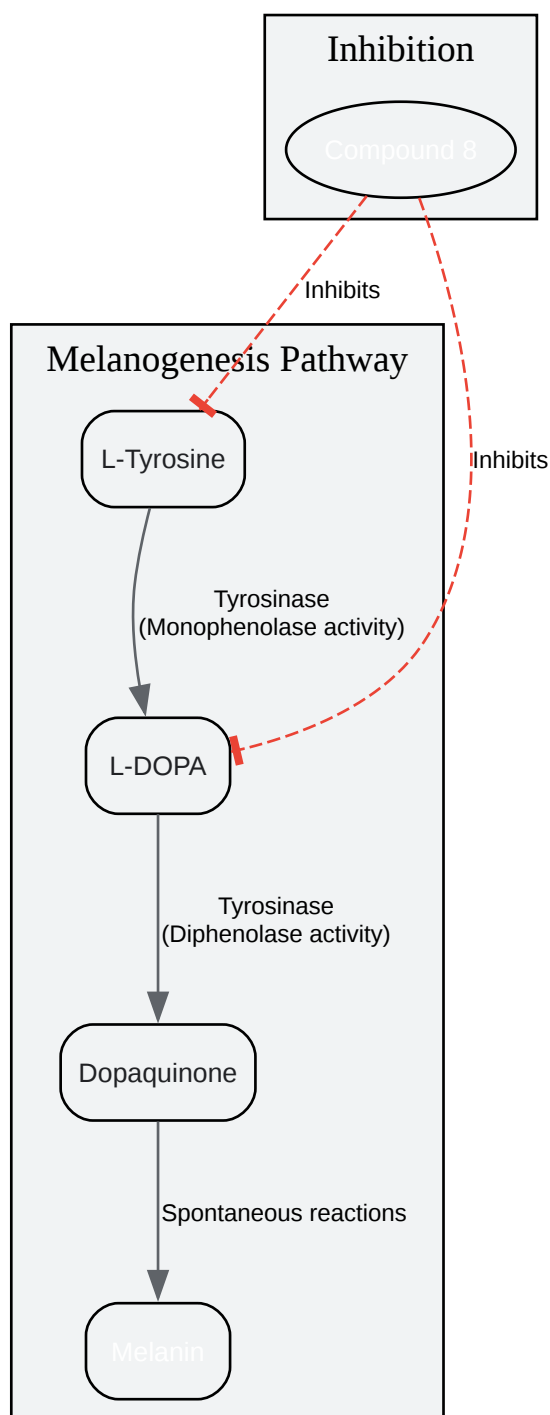 Inhibition
Compound 8
Inhibits
Melanogenesis Pathway
L-Tyrosine
Inhibits
Tyrosinase
(Monophenolase activity)
L-DOPA
Tyrosinase
(Diphenolase activity)
Dopaquinone
Spontaneous reactions
Melanin